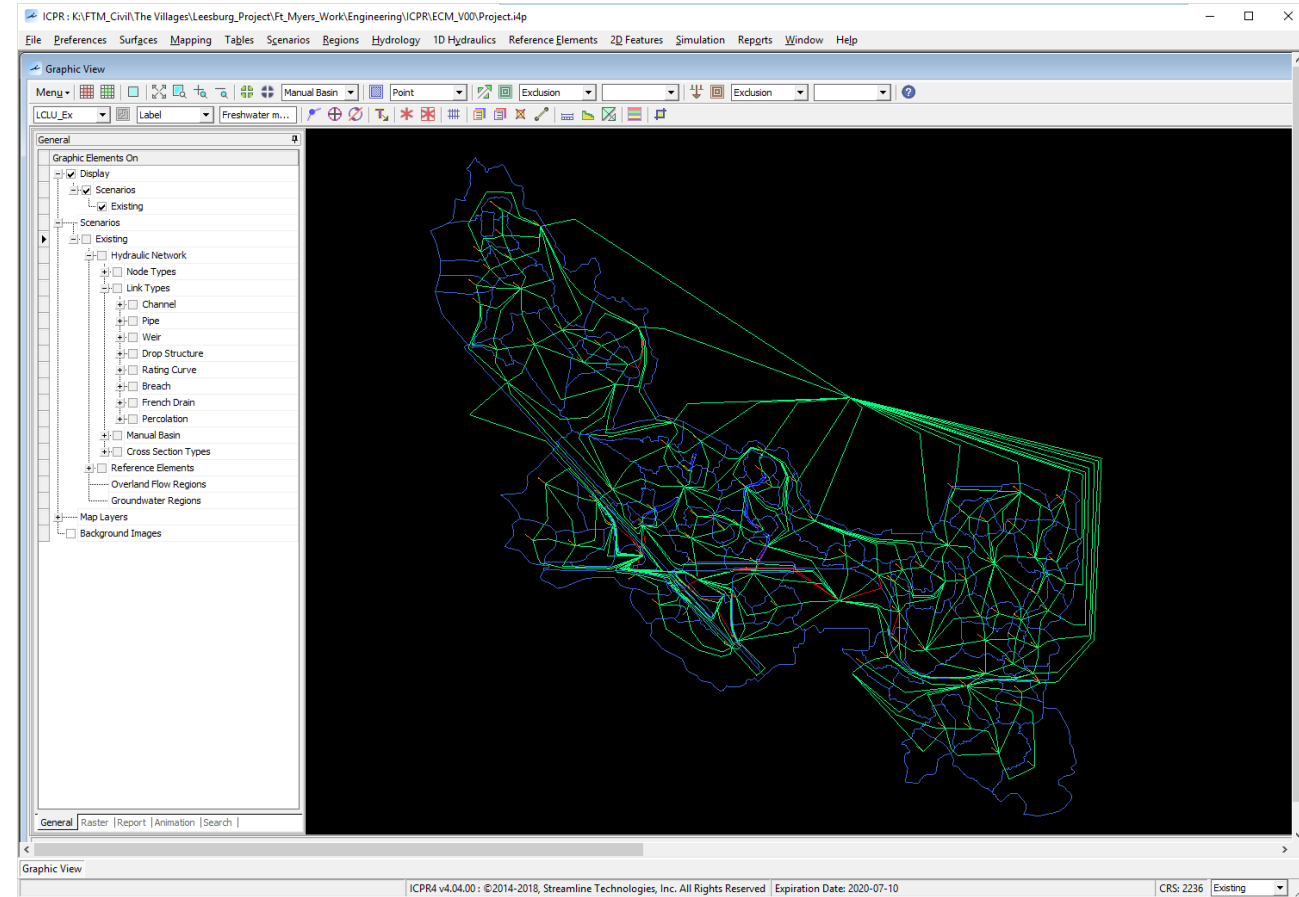 ICPR : K:\FTM_Civil\The Villages\Leesburg_Project\Ft_Myers_Work\Engineering\ICPR\ECM_V00\Project.i4p
File Preferences Surfaces Mapping Tables Scenarios Regions Hydrology 1D Hydraulics Reference Elements 2D Features Simulation Reports Window Help
Graphic View
Menu Manual Basin Point Exclusion Exclusion
LCLU_Ex Label Freshwater m...
General
Graphic Elements On
Display
Scenarios
Existing
Scenarios
Existing
Hydraulic Network
Node Types
Link Types
Channel
Pipe
Weir
Drop Structure
Rating Curve
Breach
French Drain
Percolation
Manual Basin
Cross Section Types
Reference Elements
Overland Flow Regions
Groundwater Regions
Map Layers
Background Images
General Raster Report Animation Search
Graphic View
ICPR4 v4.04.00 : ©2014-2018, Streamline Technologies, Inc. All Rights Reserved Expiration Date: 2020-07-10 CRS: 2236 Existing